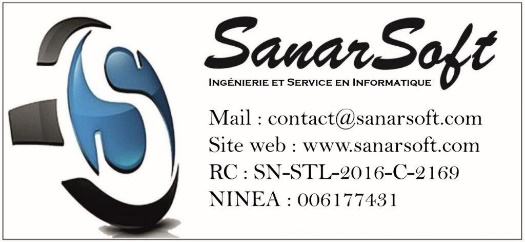 SanarSoft
INGÉNIERIE ET SERVICE EN INFORMATIQUE
Mail : contact@sanarsoft.com
Site web : www.sanarsoft.com
RC : SN-STL-2016-C-2169
NINEA : 006177431